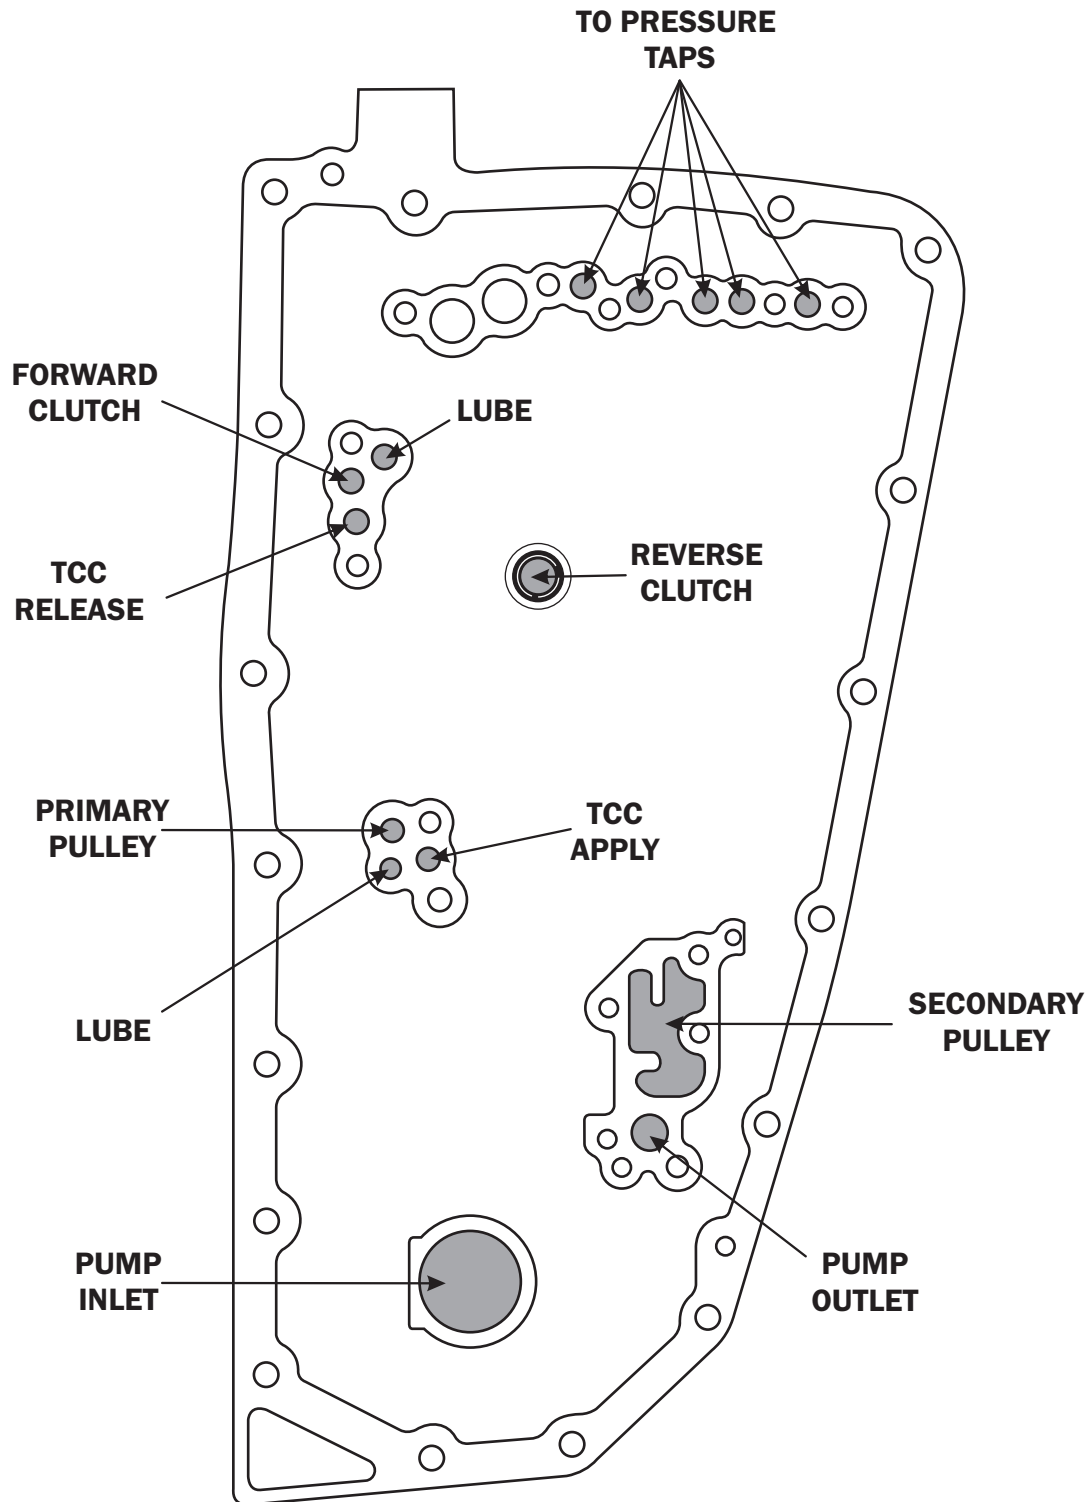 TO PRESSURE
TAPS
FORWARD
CLUTCH
LUBE
TCC
RELEASE
REVERSE
CLUTCH
PRIMARY
PULLEY
TCC
APPLY
LUBE
SECONDARY
PULLEY
PUMP
INLET
PUMP
OUTLET